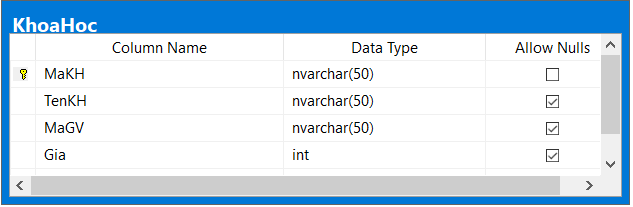 KhoaHoc
Column Name Data Type Allow Nulls
MaKH nvarchar(50)
TenKH nvarchar(50)
MaGV nvarchar(50)
Gia int